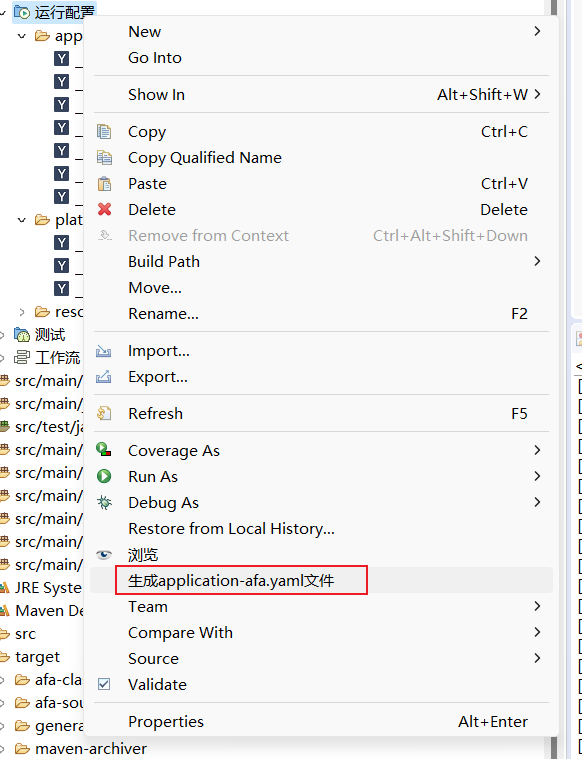 运行配置
app
Y
Y
Y
Y
Y
Y
Y
plat
Y
Y
Y
测试
工作流
src/main/
src/main/
src/test/ja
src/main/
src/main/
src/main/
src/main/
src/main/
src/main/
JRE Syste
Maven De
src
target
afa-cla
afa-sou
genera
maven-archiver
New
Go Into
Show In Alt+Shift+W
Copy Ctrl+C
Copy Qualified Name
Paste Ctrl+V
Delete Delete
Remove from Context Ctrl+Alt+Shift+Down
Build Path
Move...
Rename... F2
Import...
Export...
Refresh F5
Coverage As
Run As
Debug As
Restore from Local History...
浏览
生成application-afa.yaml文件
Team
Compare With
Source
Validate
Properties Alt+Enter